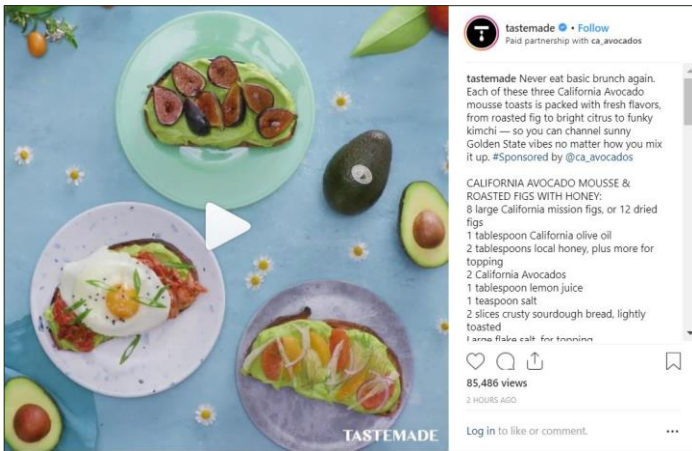 TASTEMADE
tastemade • Follow
Paid partnership with ca_avocados
tastemade Never eat basic brunch again.
Each of these three California Avocado
mousse toasts is packed with fresh flavors,
from roasted fig to bright citrus to funky
kimchi — so you can channel sunny
Golden State vibes no matter how you mix
it up. #Sponsored by @ca_avocados
CALIFORNIA AVOCADO MOUSSE &
ROASTED FIGS WITH HONEY:
8 large California mission figs, or 12 dried
figs
1 tablespoon California olive oil
2 tablespoons local honey, plus more for
topping
2 California Avocados
1 tablespoon lemon juice
1 teaspoon salt
2 slices crusty sourdough bread, lightly
toasted
Large flake salt, for topping
85,486 views
2 HOURS AGO
Log in to like or comment.